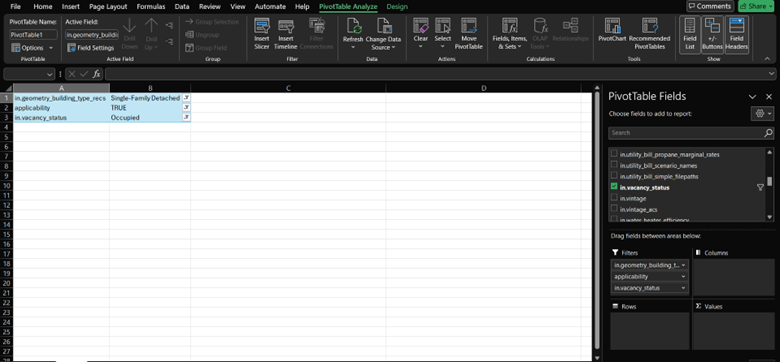 File Home Insert Page Layout Formulas Data Review View Automate Help PivotTable Analyze Design Comments Share
PivotTable Name:
PivotTable1
Options
PivotTable
Active Field:
in.geometry_buildi
Field Settings
Drill Down
Drill Up
Active Field
Group Selection
Ungroup
Group Field
Group
Insert Slicer
Insert Timeline
Filter Connections
Filter
Refresh
Change Data Source
Data
Clear
Select
Move PivotTable
Actions
Fields, Items, & Sets
OLAP Tools
Relationships
Calculations
PivotChart
Recommended PivotTables
Tools
Field List
+/- Buttons
Field Headers
Show
fx
A B C D
1 in.geometry_building_type_recs Single-Family Detached
2 applicability TRUE
3 in.vacancy_status Occupied
4
5
6
7
8
9
10
11
12
13
14
15
16
17
18
19
20
21
22
23
24
25
26
27
28
PivotTable Fields
Choose fields to add to report:
Search
in.utility_bill_propane_marginal_rates
in.utility_bill_scenario_names
in.utility_bill_simple_filepaths
in.vacancy_status
in.vintage
in.vintage_acs
in.water_heater_efficiency
Drag fields between areas below:
Filters
in.geometry_building_t...
applicability
in.vacancy_status
Columns
Rows
Σ Values